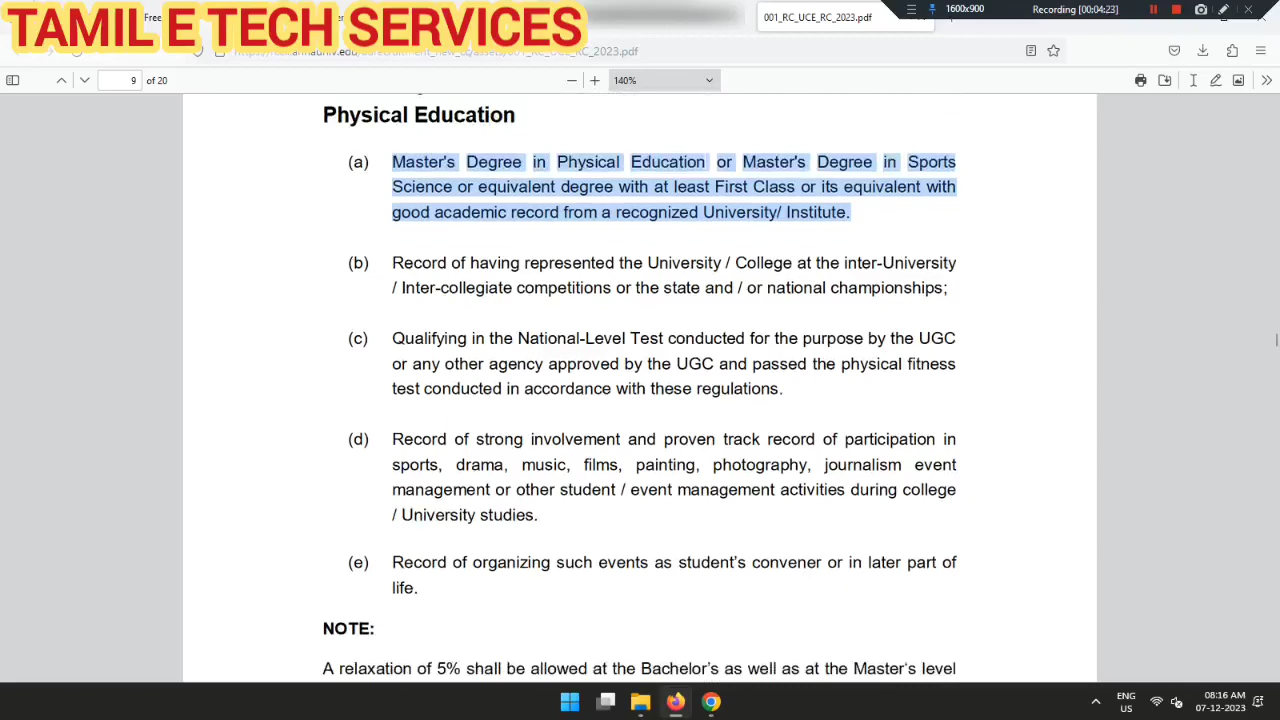 TAMIL E TECH SERVICES
Free
001_RC_UCE_RC_2023.pdf
1600x900
Recording [00:04:23]
9 of 20
140%
Physical Education
(a) Master's Degree in Physical Education or Master's Degree in Sports
Science or equivalent degree with at least First Class or its equivalent with
good academic record from a recognized University/ Institute.
(b) Record of having represented the University / College at the inter-University
/ Inter-collegiate competitions or the state and / or national championships;
(c) Qualifying in the National-Level Test conducted for the purpose by the UGC
or any other agency approved by the UGC and passed the physical fitness
test conducted in accordance with these regulations.
(d) Record of strong involvement and proven track record of participation in
sports, drama, music, films, painting, photography, journalism event
management or other student / event management activities during college
/ University studies.
(e) Record of organizing such events as student’s convener or in later part of
life.
NOTE:
A relaxation of 5% shall be allowed at the Bachelor’s as well as at the Master‘s level
ENG
US
08:16 AM
07-12-2023